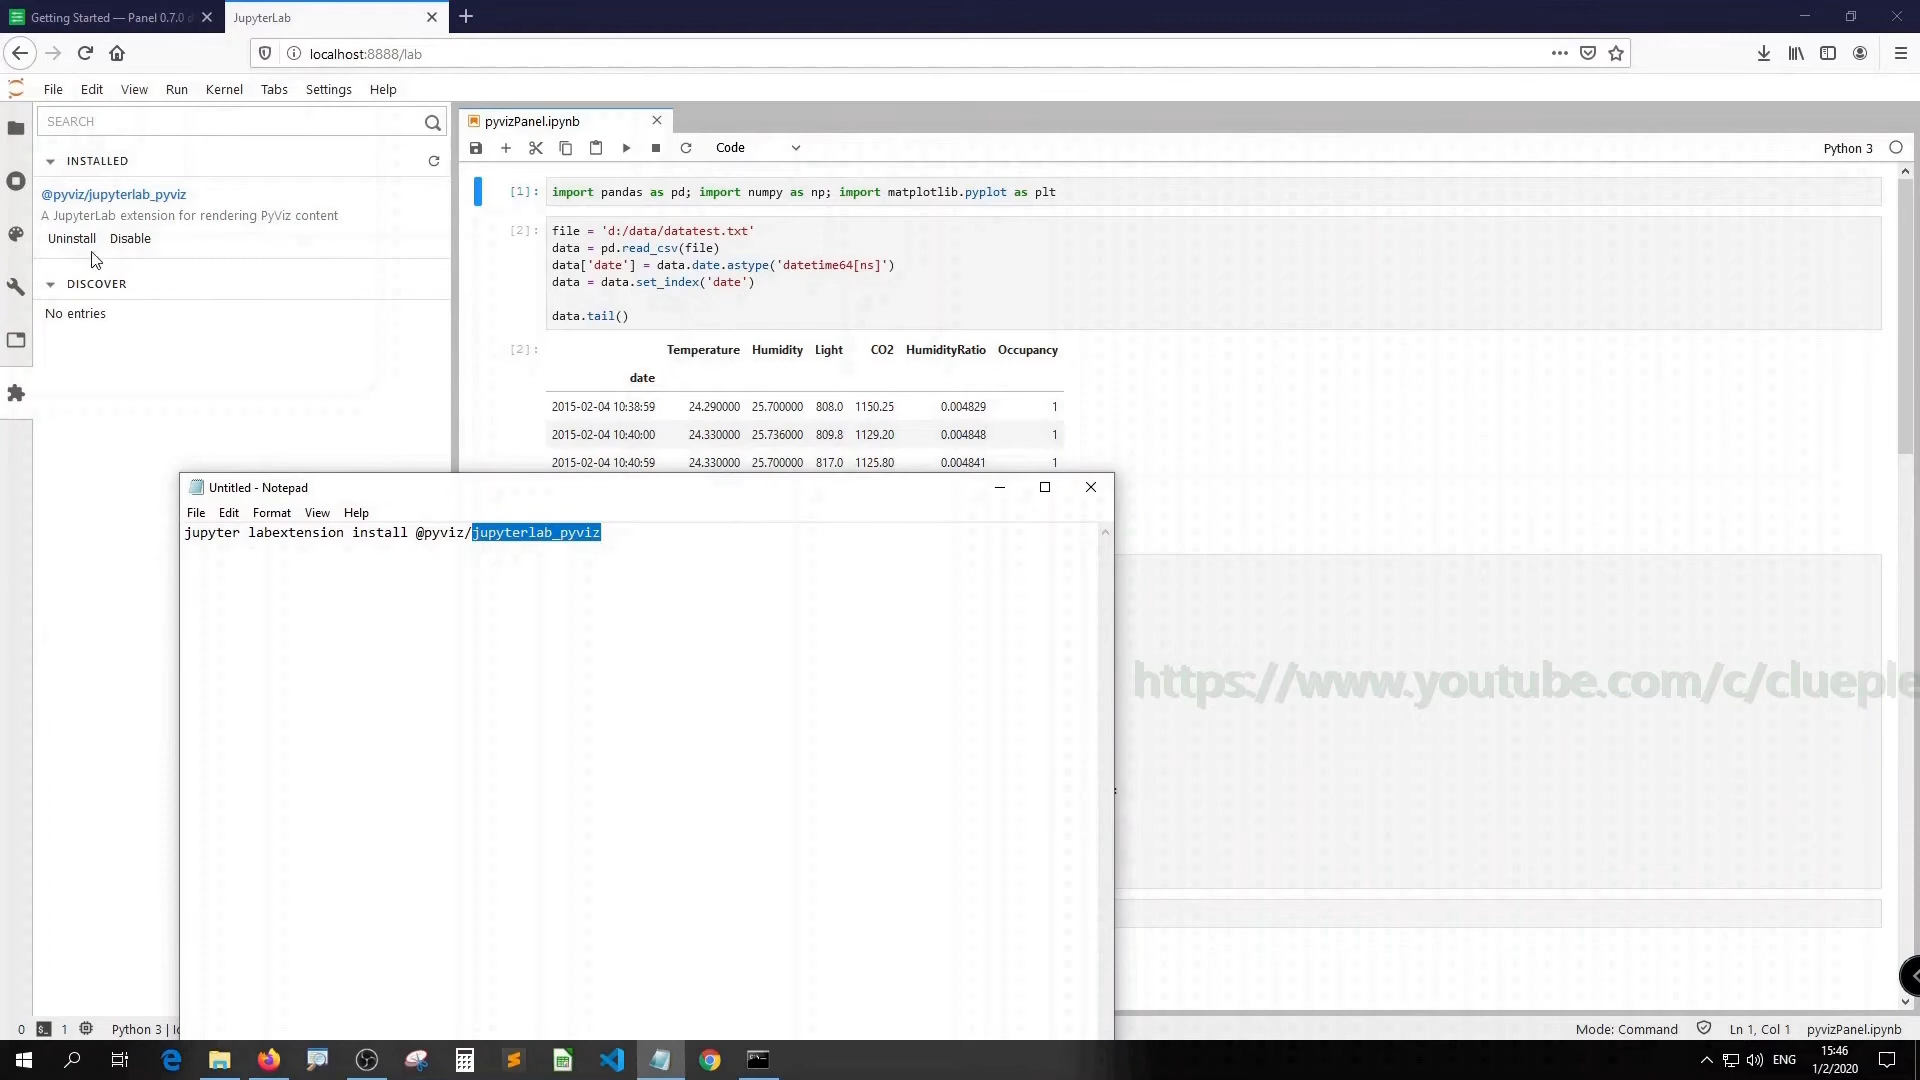 Getting Started — Panel 0.7.0 d
JupyterLab
localhost:8888/lab
File Edit View Run Kernel Tabs Settings Help
SEARCH
INSTALLED
@pyviz/jupyterlab_pyviz
A JupyterLab extension for rendering PyViz content
Uninstall Disable
DISCOVER
No entries
pyvizPanel.ipynb
Code
Python 3
[1]: import pandas as pd; import numpy as np; import matplotlib.pyplot as plt
[2]: file = 'd:/data/datatest.txt'
data = pd.read_csv(file)
data['date'] = data.date.astype('datetime64[ns]')
data = data.set_index('date')
data.tail()
[2]: Temperature Humidity Light CO2 HumidityRatio Occupancy
date
2015-02-04 10:38:59 24.290000 25.700000 808.0 1150.25 0.004829 1
2015-02-04 10:40:00 24.330000 25.736000 809.8 1129.20 0.004848 1
2015-02-04 10:40:59 24.330000 25.700000 817.0 1125.80 0.004841 1
Untitled - Notepad
File Edit Format View Help
jupyter labextension install @pyviz/jupyterlab_pyviz
https://www.youtube.com/c/clueple
0 1 Python 3 |
Mode: Command Ln 1, Col 1 pyvizPanel.ipynb
ENG
15:46
1/2/2020